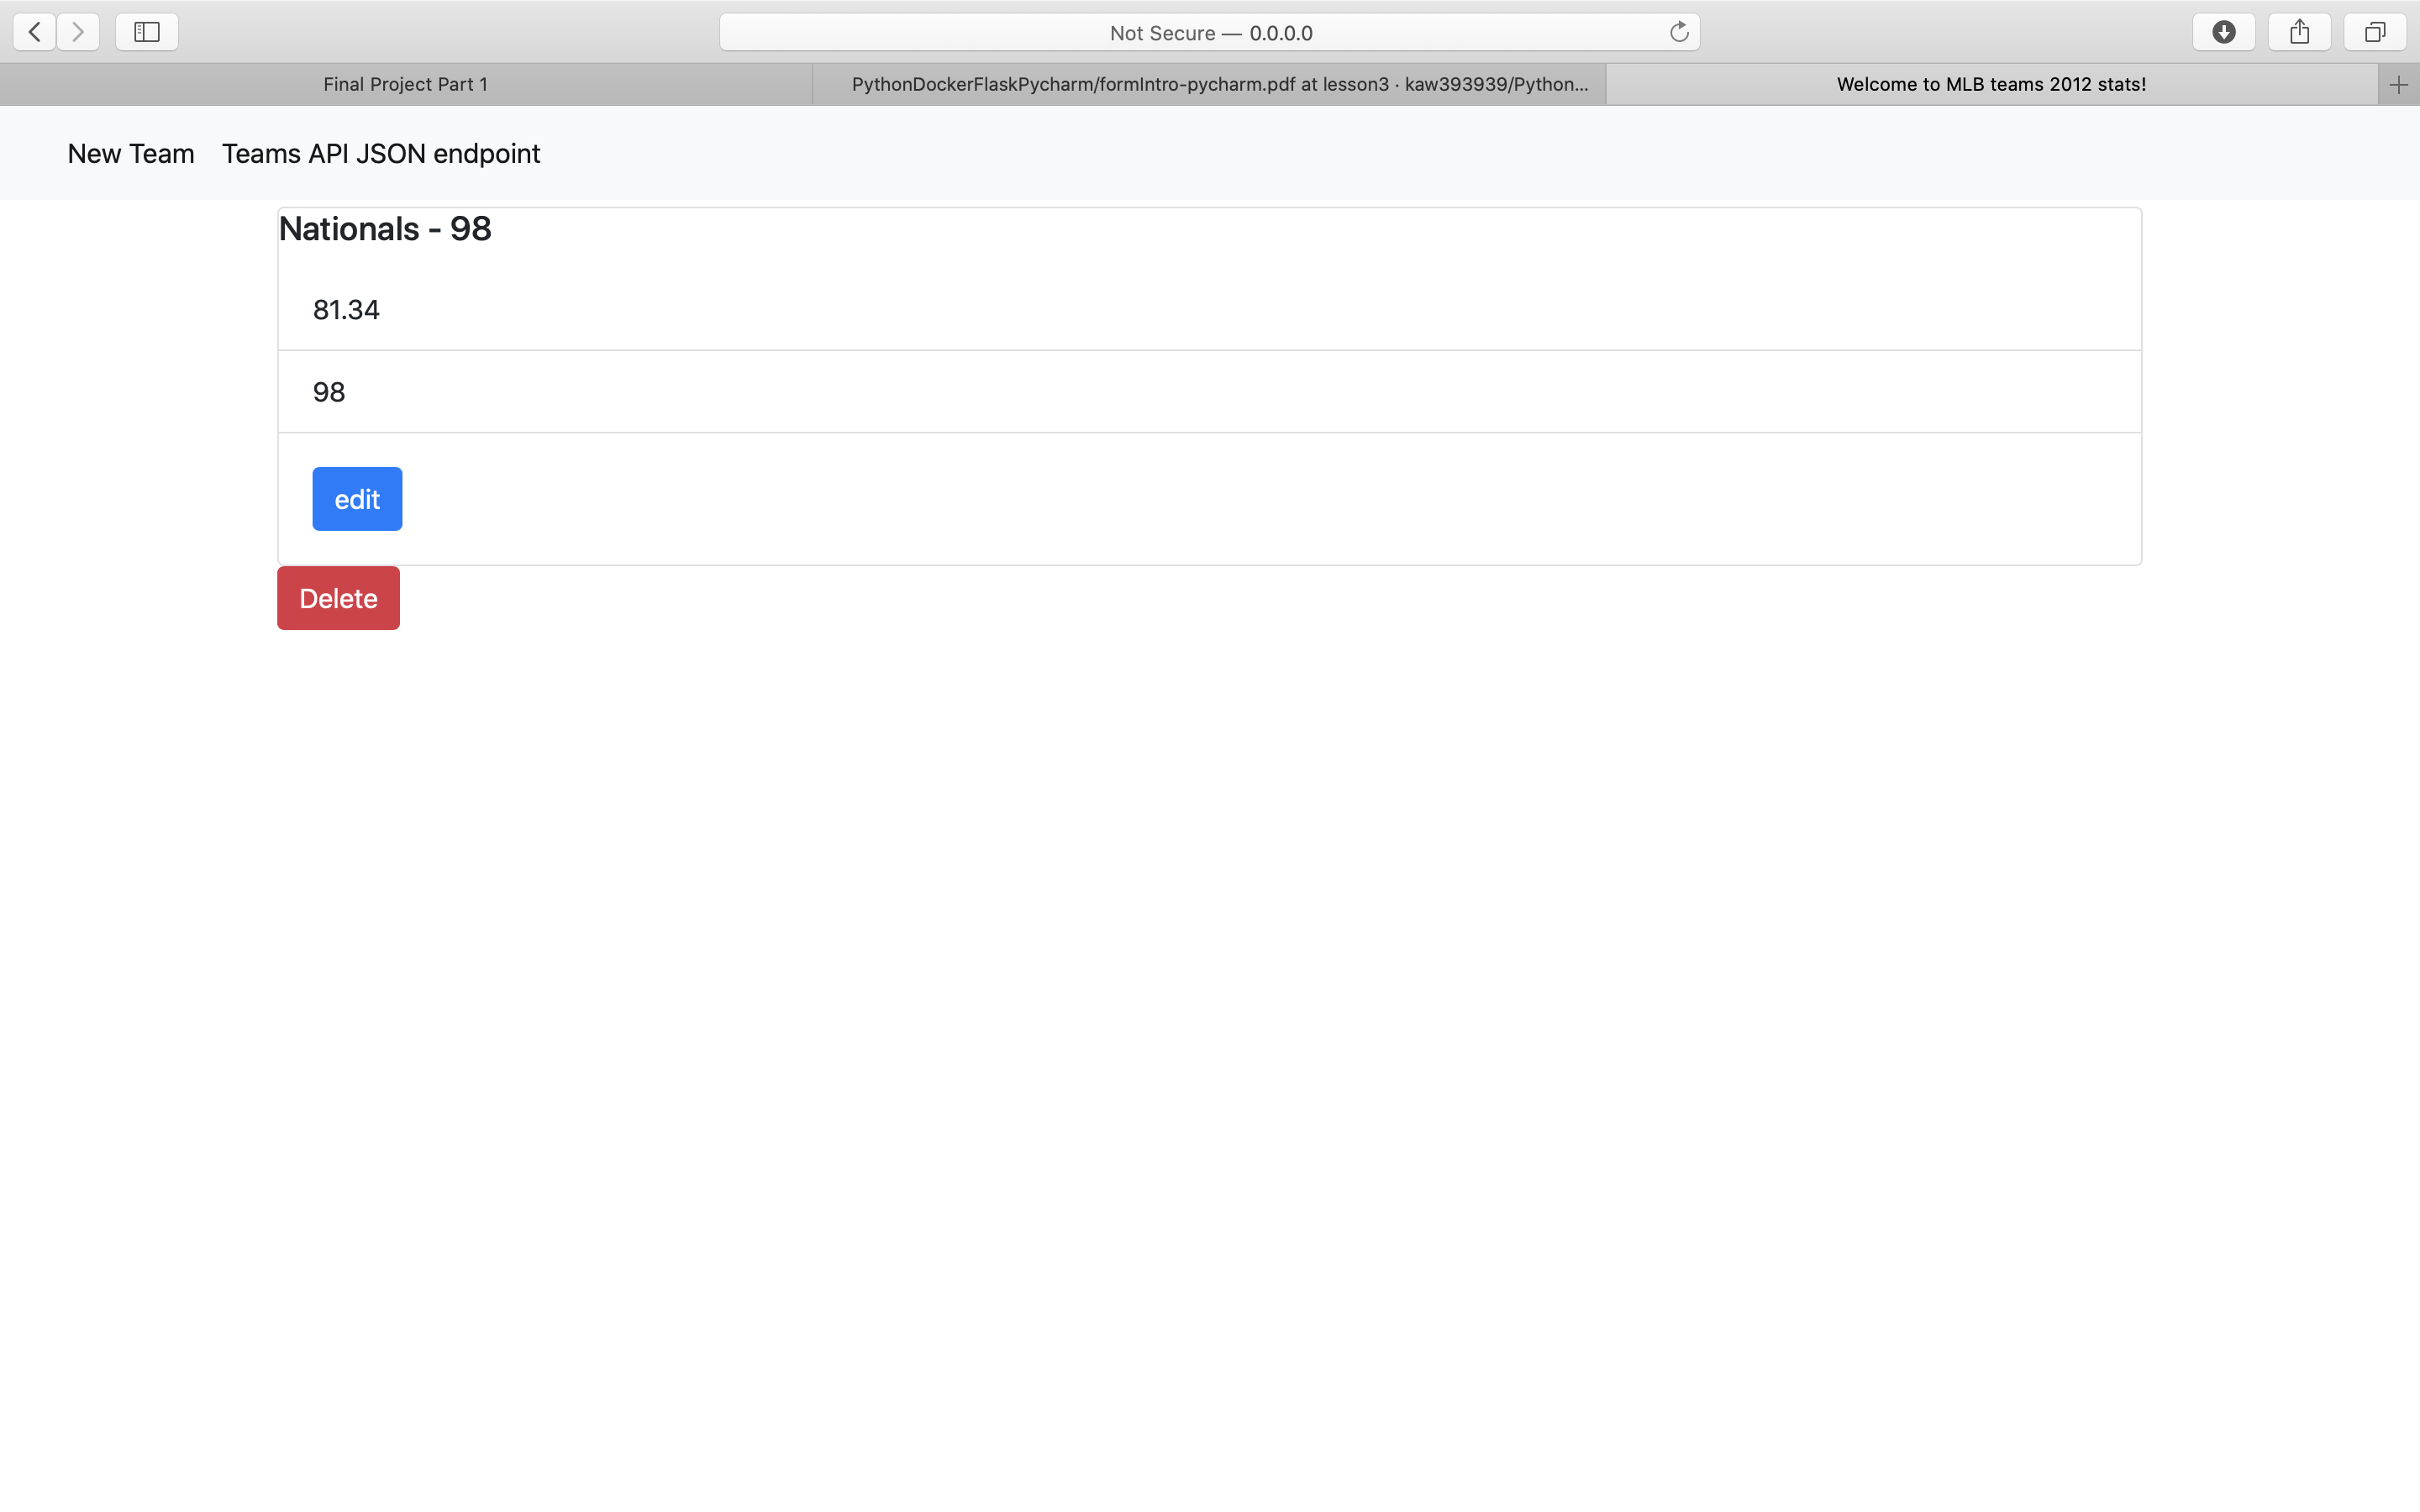 Not Secure — 0.0.0.0
Final Project Part 1
PythonDockerFlaskPycharm/formIntro-pycharm.pdf at lesson3 · kaw393939/Python...
Welcome to MLB teams 2012 stats!
New Team
Teams API JSON endpoint
Nationals - 98
81.34
98
edit
Delete